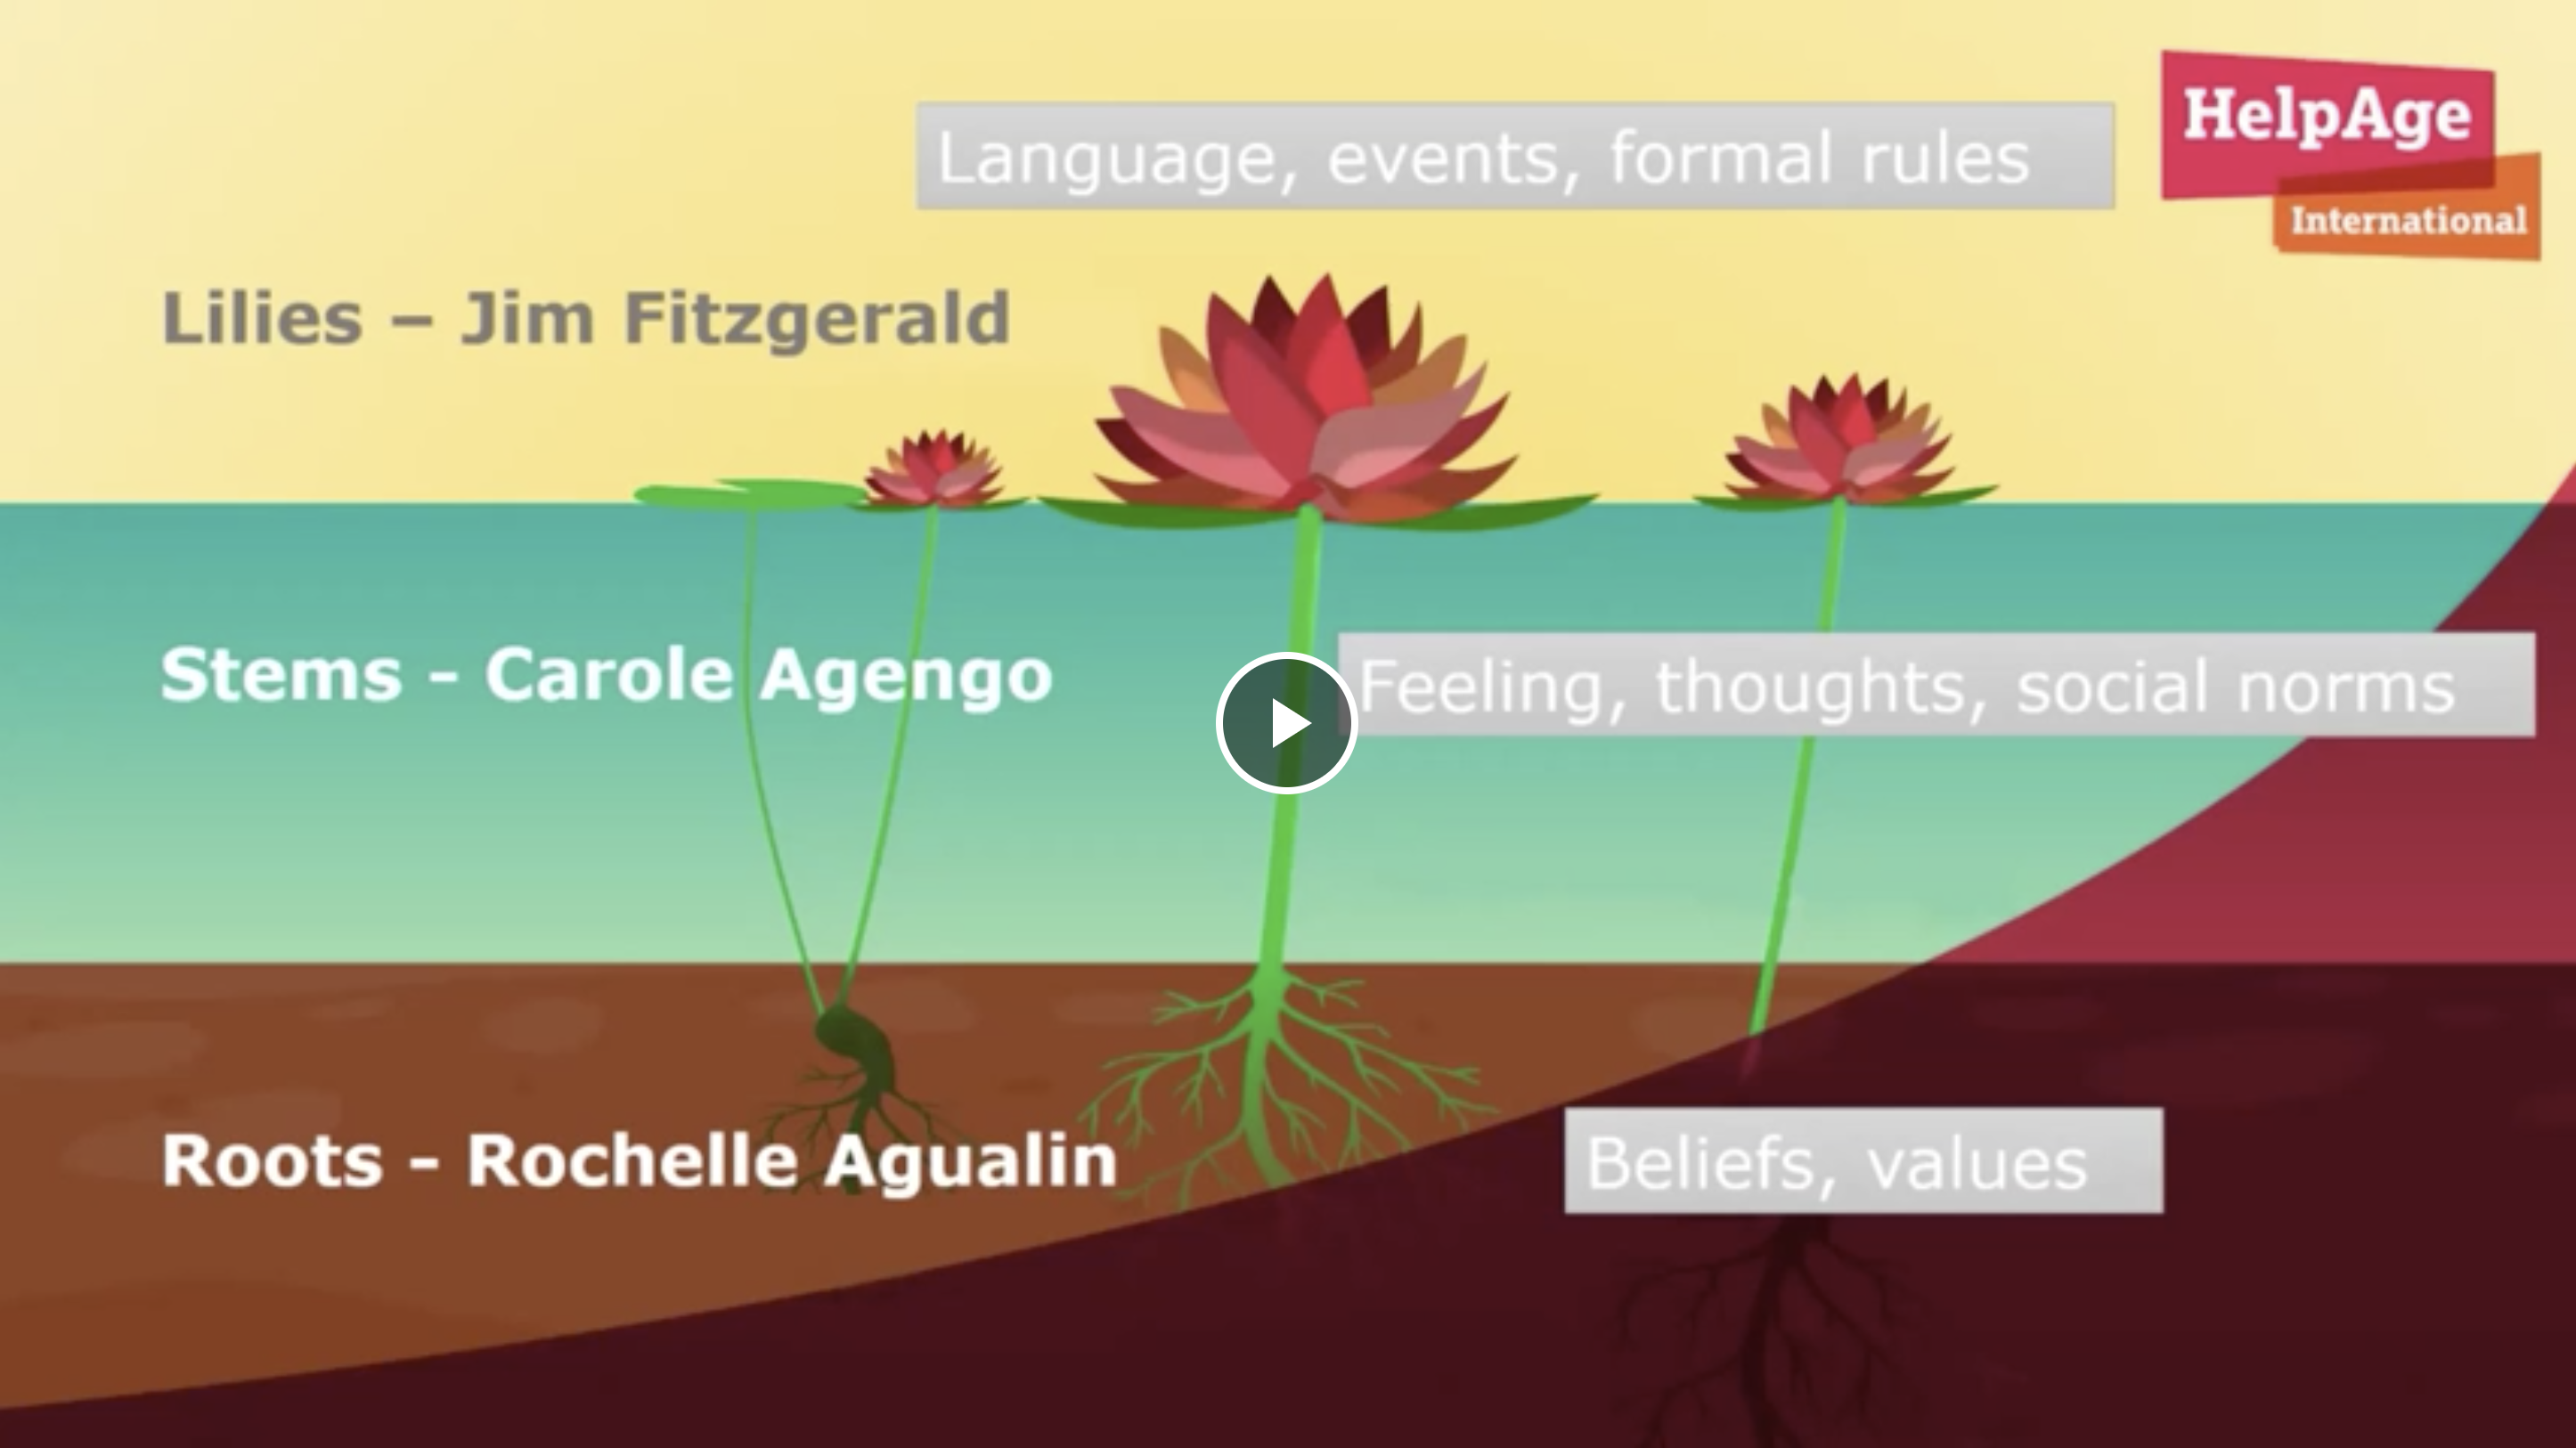 Language, events, formal rules
HelpAge
International
Lilies – Jim Fitzgerald
Stems - Carole Agengo
Feeling, thoughts, social norms
Roots - Rochelle Agualin
Beliefs, values